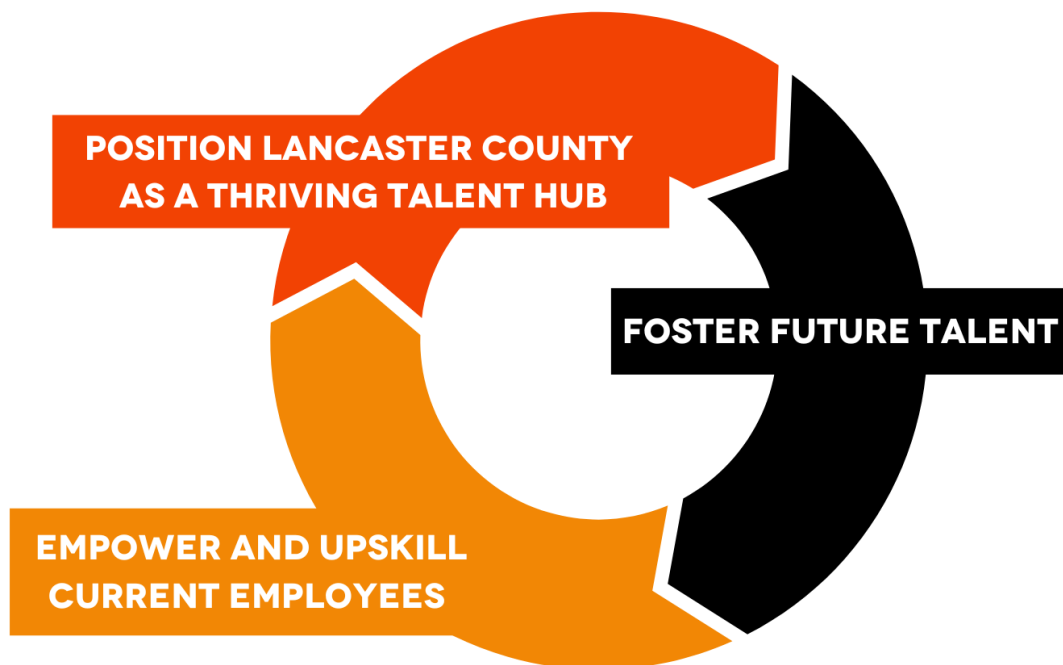 POSITION LANCASTER COUNTY
AS A THRIVING TALENT HUB
FOSTER FUTURE TALENT
EMPOWER AND UPSKILL
CURRENT EMPLOYEES